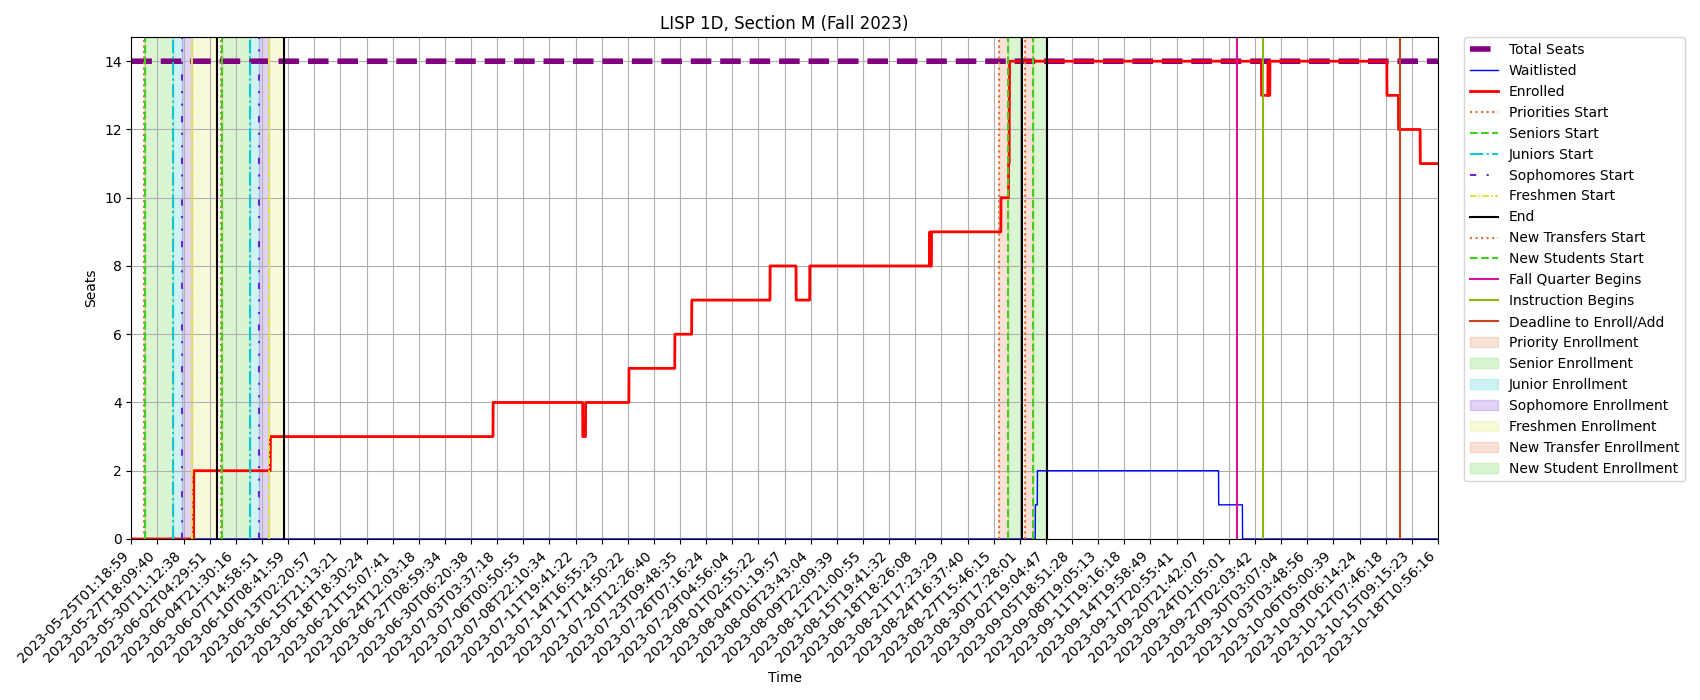 LISP 1D, Section M (Fall 2023)
Seats
14
12
10
8
6
4
2
0
2023-05-25T01:18:59
2023-05-27T18:09:40
2023-05-30T11:12:38
2023-06-02T04:29:51
2023-06-04T21:30:16
2023-06-07T14:58:51
2023-06-10T08:41:59
2023-06-13T02:20:57
2023-06-15T21:13:21
2023-06-18T18:30:24
2023-06-21T15:07:41
2023-06-24T12:03:18
2023-06-27T08:59:34
2023-06-30T06:20:38
2023-07-03T03:37:18
2023-07-06T00:50:55
2023-07-08T22:10:34
2023-07-11T19:41:22
2023-07-14T16:55:23
2023-07-17T14:50:22
2023-07-20T12:26:40
2023-07-23T09:48:35
2023-07-26T07:16:24
2023-07-29T04:56:04
2023-08-01T02:55:22
2023-08-04T01:19:57
2023-08-06T23:43:04
2023-08-09T22:09:39
2023-08-12T21:00:55
2023-08-15T19:41:32
2023-08-18T18:26:08
2023-08-21T17:23:29
2023-08-24T16:37:40
2023-08-27T15:46:15
2023-08-30T17:28:01
2023-09-02T19:04:47
2023-09-05T18:51:28
2023-09-08T19:05:13
2023-09-11T19:16:18
2023-09-14T19:58:49
2023-09-17T20:55:41
2023-09-20T21:42:07
2023-09-24T01:05:01
2023-09-27T02:03:42
2023-09-30T03:07:04
2023-10-03T03:48:56
2023-10-06T05:00:39
2023-10-09T06:14:24
2023-10-12T07:46:18
2023-10-15T09:15:23
2023-10-18T10:56:16
Time
Total Seats
Waitlisted
Enrolled
Priorities Start
Seniors Start
Juniors Start
Sophomores Start
Freshmen Start
End
New Transfers Start
New Students Start
Fall Quarter Begins
Instruction Begins
Deadline to Enroll/Add
Priority Enrollment
Senior Enrollment
Junior Enrollment
Sophomore Enrollment
Freshmen Enrollment
New Transfer Enrollment
New Student Enrollment